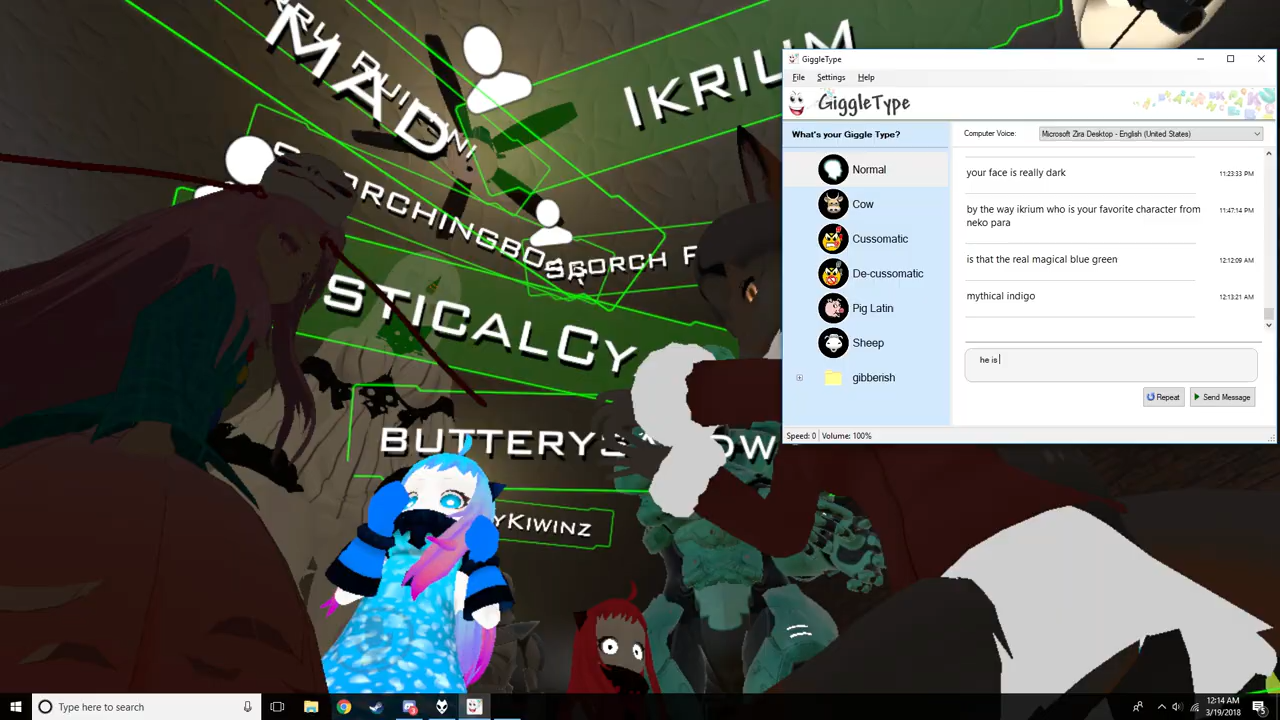 MAD
IKRIUM
SCORCH F
STICALCY
YKIWINZ
GiggleType
File Settings Help
GiggleType
What's your Giggle Type?
Computer Voice: Microsoft Zira Desktop - English (United States)
Normal
Cow
Cussomatic
De-cussomatic
Pig Latin
Sheep
gibberish
your face is really dark 11:23:33 PM
by the way ikrium who is your favorite character from 11:47:14 PM
neko para
is that the real magical blue green 12:12:09 AM
mythical indigo 12:13:21 AM
he is
Repeat Send Message
Speed: 0 Volume: 100%
Type here to search
12:14 AM
3/19/2018